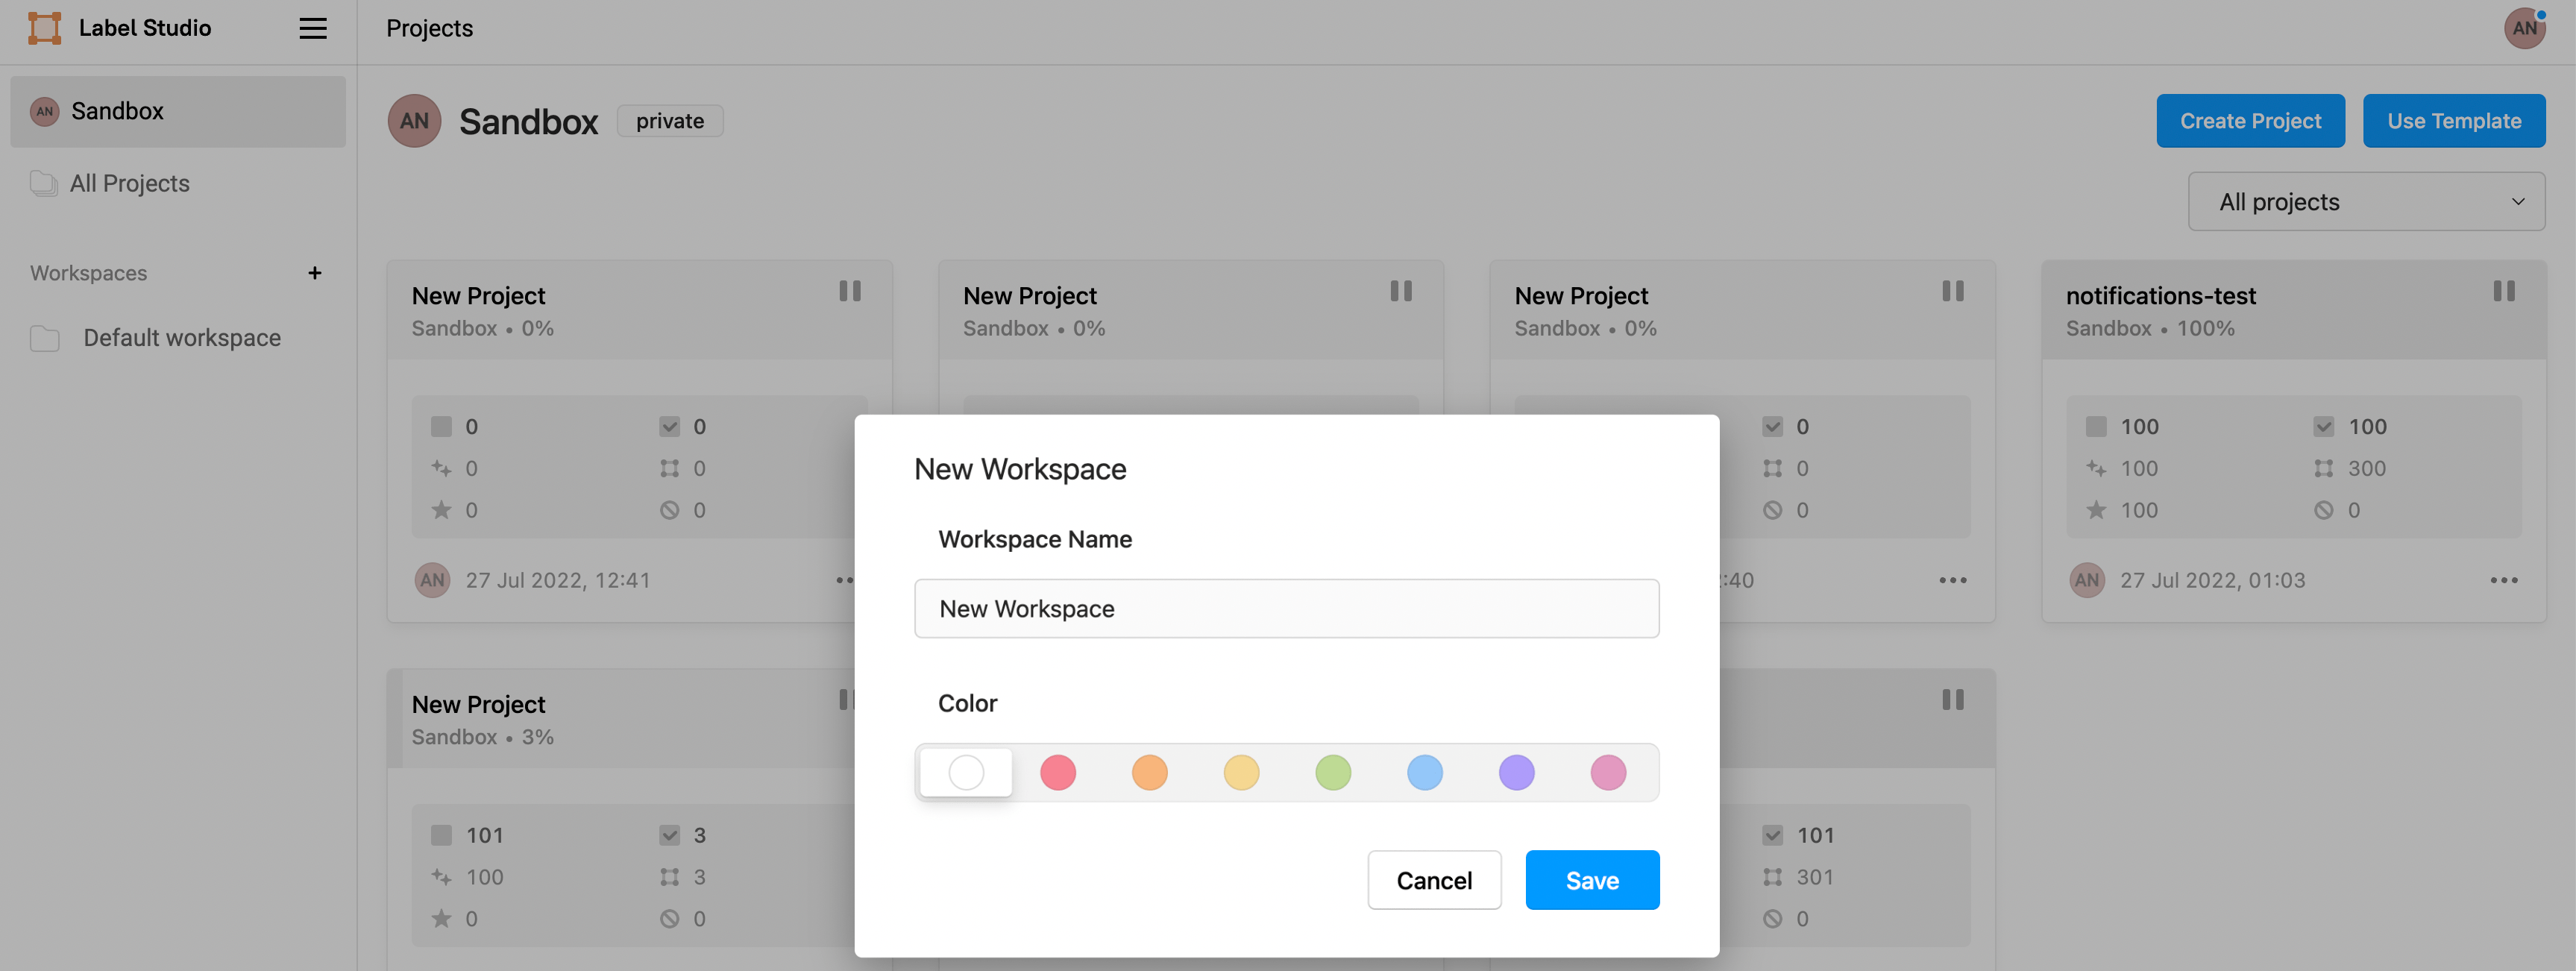 Label Studio
Projects
AN
AN Sandbox
All Projects
Workspaces +
Default workspace
AN Sandbox private
Create Project
Use Template
All projects
New Project
Sandbox • 0%
0 0
0 0
0 0
AN 27 Jul 2022, 12:41
New Project
Sandbox • 0%
New Project
Sandbox • 0%
0
0
0
:40
notifications-test
Sandbox • 100%
100 100
100 300
100 0
AN 27 Jul 2022, 01:03
New Project
Sandbox • 3%
101 3
100 3
0 0
101
301
0
New Workspace
Workspace Name
New Workspace
Color
Cancel
Save